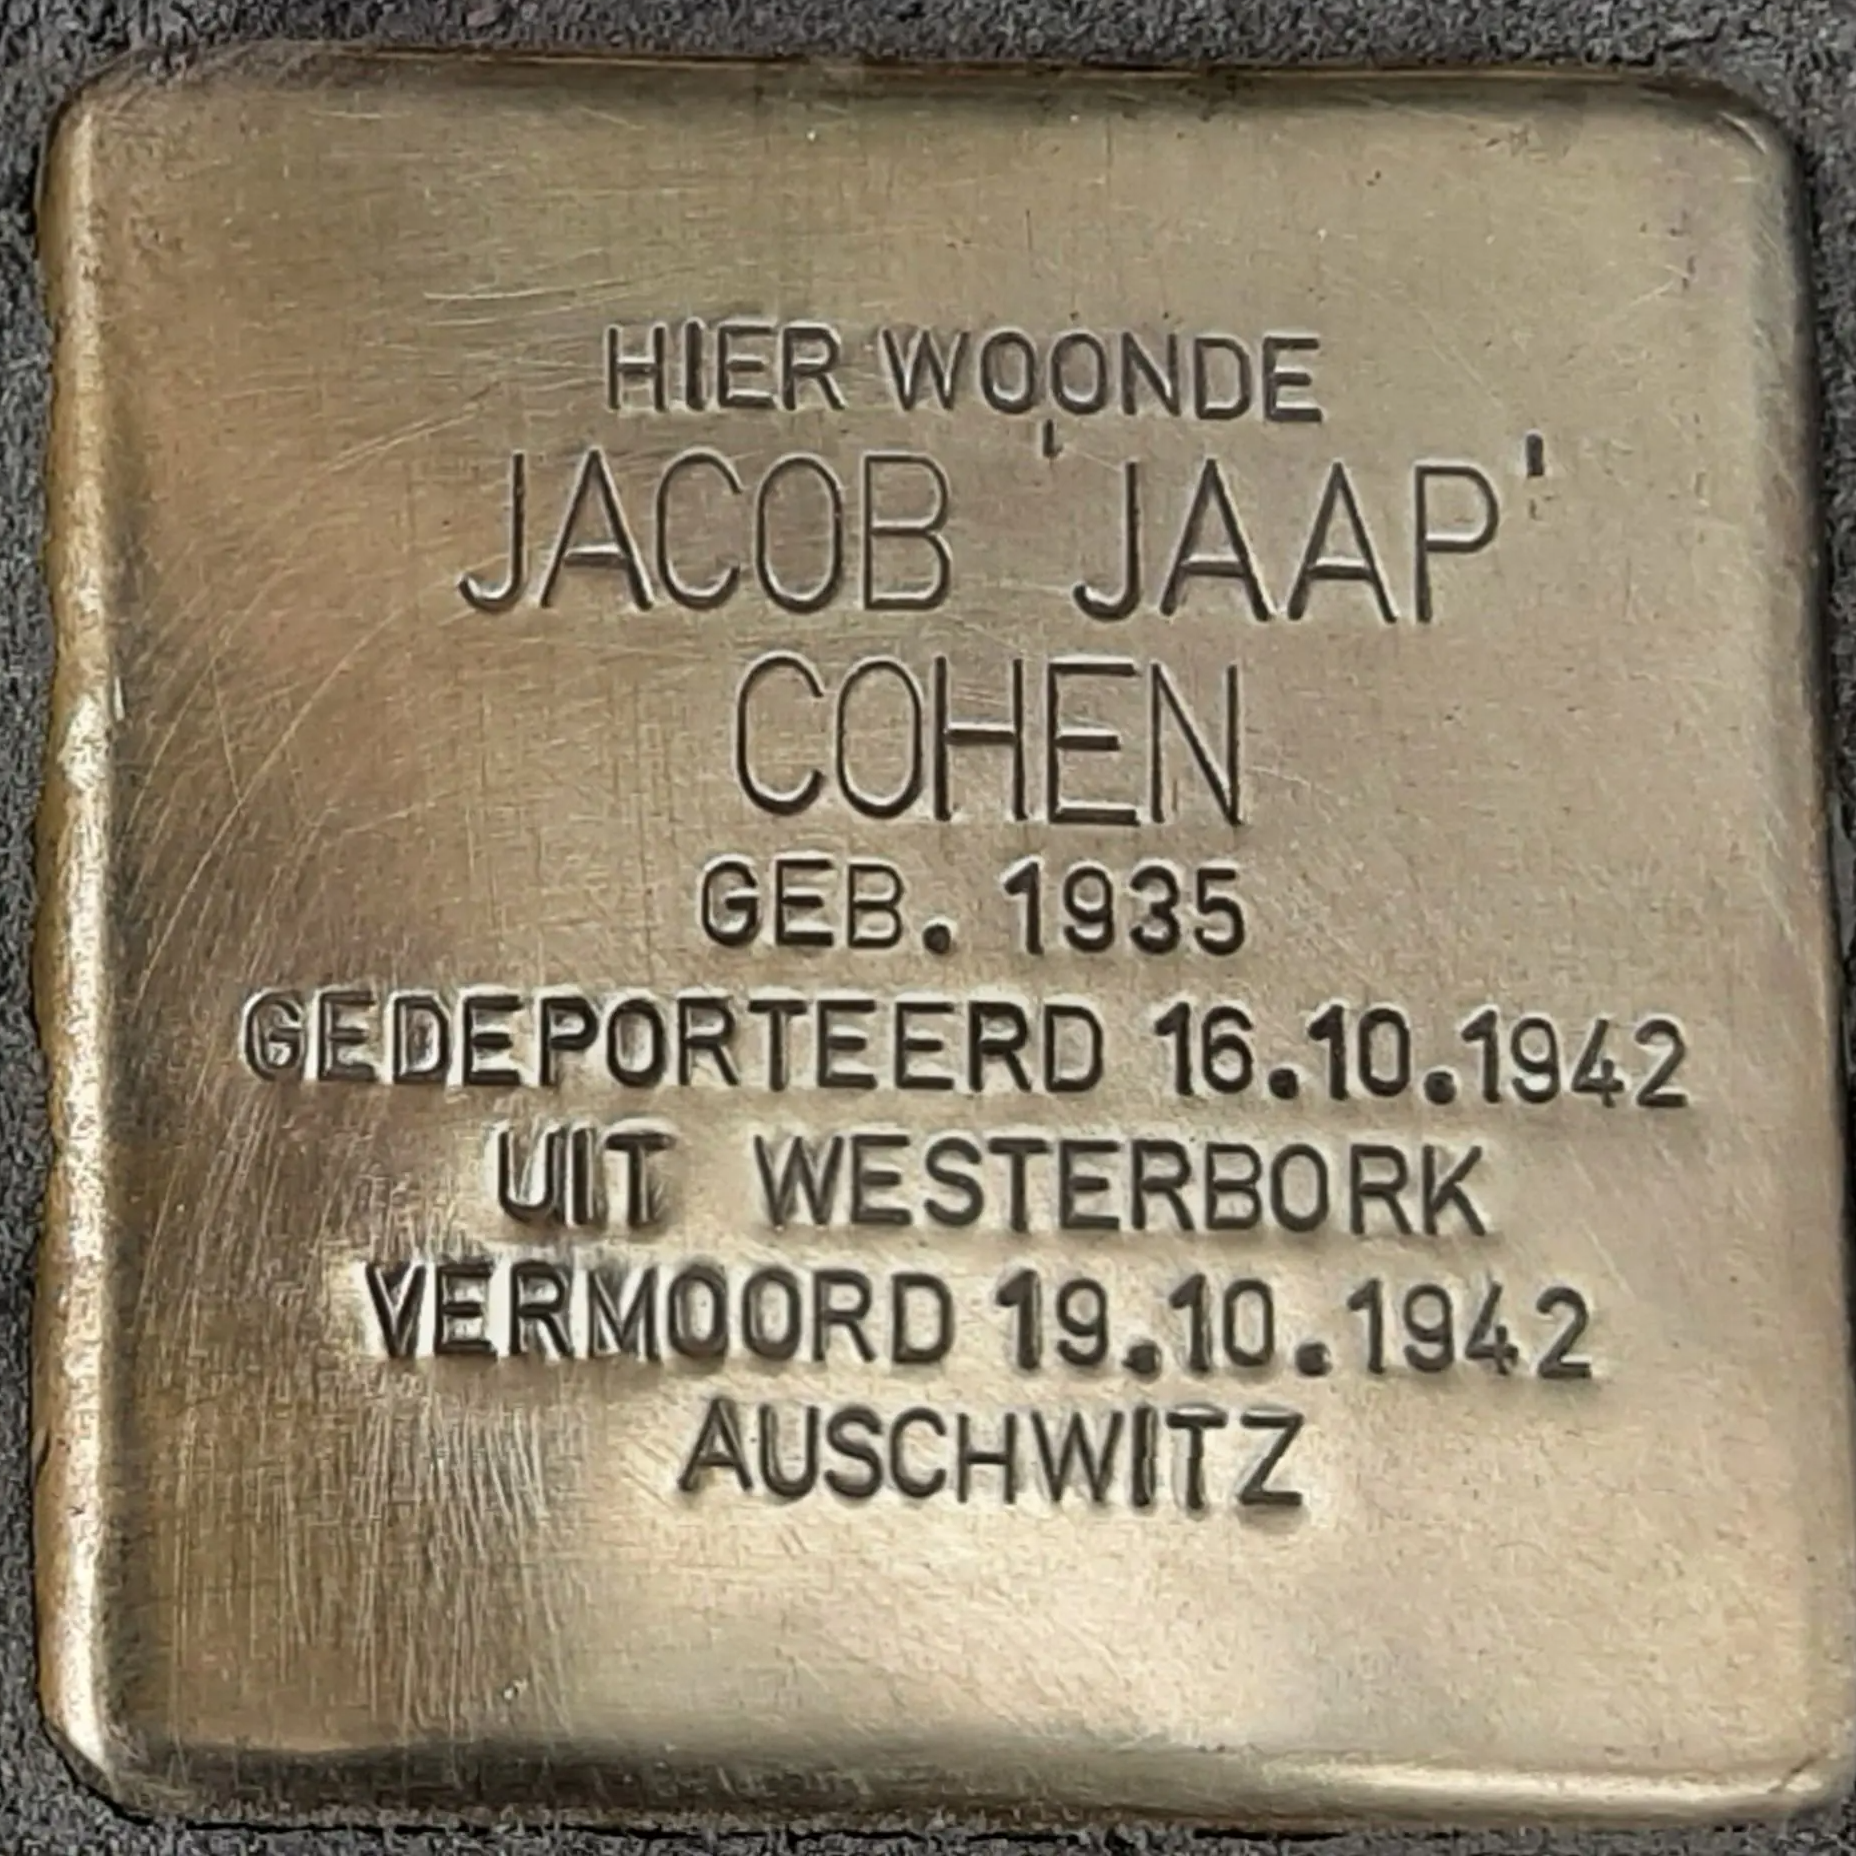 HIER WOONDE
JACOB 'JAAP'
COHEN
GEB. 1935
GEDEPORTEERD 16.10.1942
UIT WESTERBORK
VERMOORD 19.10.1942
AUSCHWITZ